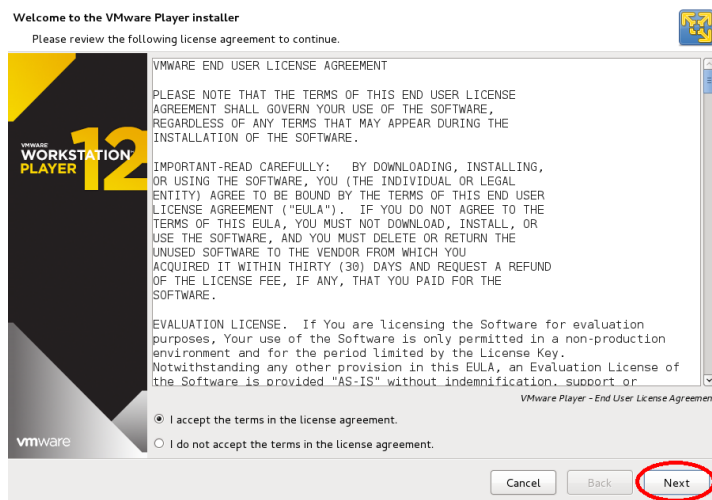 Welcome to the VMware Player installer
Please review the following license agreement to continue.
VMWARE
WORKSTATION
PLAYER
12
VMWARE END USER LICENSE AGREEMENT
PLEASE NOTE THAT THE TERMS OF THIS END USER LICENSE
AGREEMENT SHALL GOVERN YOUR USE OF THE SOFTWARE,
REGARDLESS OF ANY TERMS THAT MAY APPEAR DURING THE
INSTALLATION OF THE SOFTWARE.
IMPORTANT-READ CAREFULLY:   BY DOWNLOADING, INSTALLING,
OR USING THE SOFTWARE, YOU (THE INDIVIDUAL OR LEGAL
ENTITY) AGREE TO BE BOUND BY THE TERMS OF THIS END USER
LICENSE AGREEMENT ("EULA").  IF YOU DO NOT AGREE TO THE
TERMS OF THIS EULA, YOU MUST NOT DOWNLOAD, INSTALL, OR
USE THE SOFTWARE, AND YOU MUST DELETE OR RETURN THE
UNUSED SOFTWARE TO THE VENDOR FROM WHICH YOU
ACQUIRED IT WITHIN THIRTY (30) DAYS AND REQUEST A REFUND
OF THE LICENSE FEE, IF ANY, THAT YOU PAID FOR THE
SOFTWARE.
EVALUATION LICENSE.  If You are licensing the Software for evaluation
purposes, Your use of the Software is only permitted in a non-production
environment and for the period limited by the License Key.
Notwithstanding any other provision in this EULA, an Evaluation License of
the Software is provided "AS-IS" without indemnification, support or
VMware Player - End User License Agreemen
I accept the terms in the license agreement.
I do not accept the terms in the license agreement.
vmware
Cancel
Back
Next